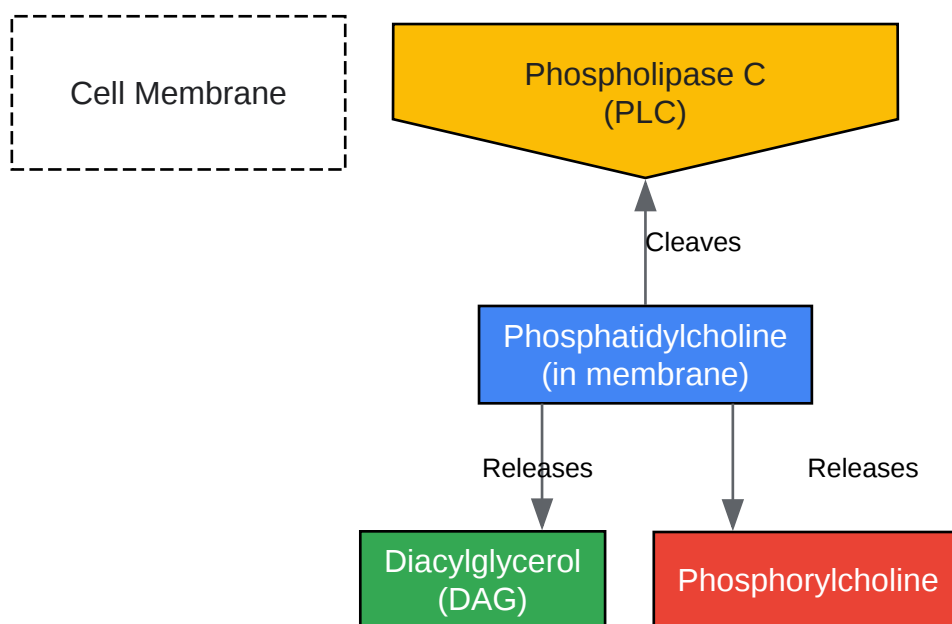 Cell Membrane
Phospholipase C
(PLC)
Cleaves
Phosphatidylcholine
(in membrane)
Releases
Releases
Diacylglycerol
(DAG)
Phosphorylcholine